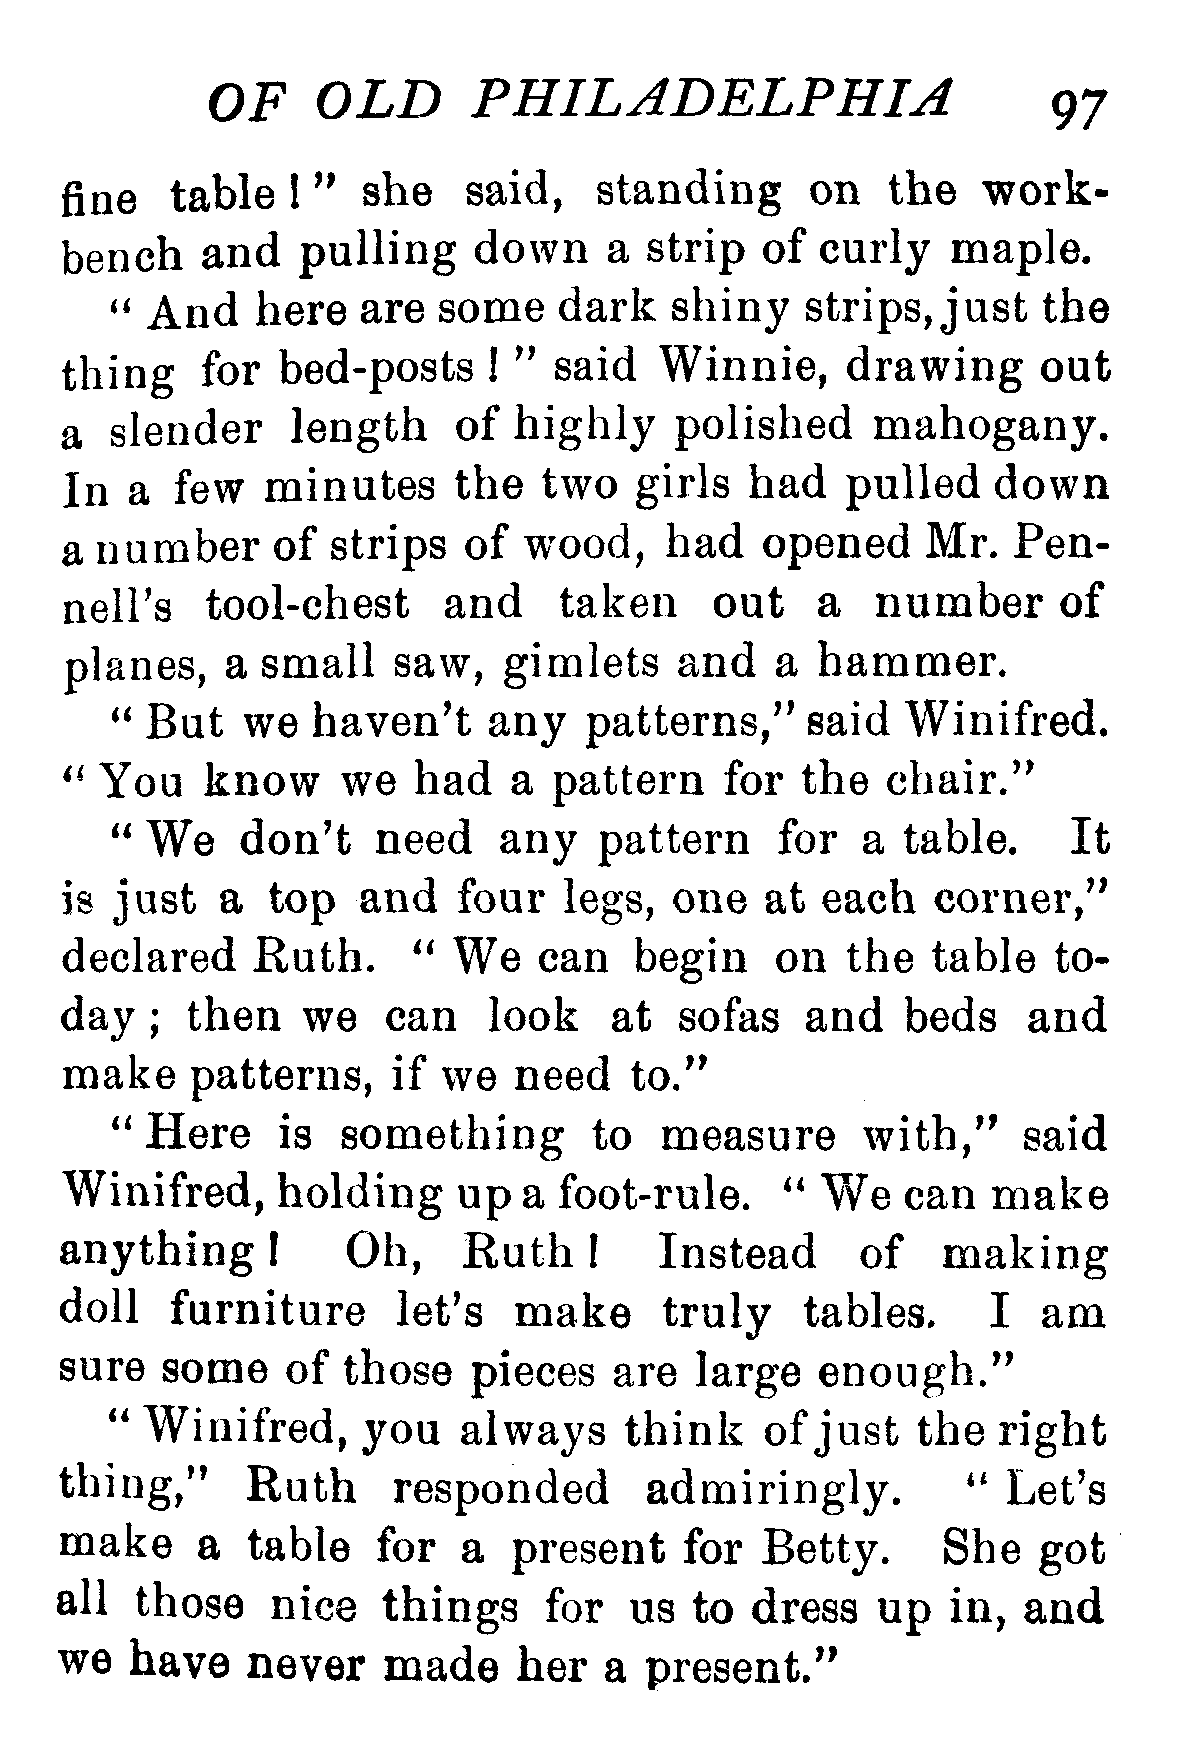 OF OLD PHILADELPHIA 97
fine table!" she said, standing on the work-
bench and pulling down a strip of curly maple.
"And here are some dark shiny strips, just the
thing for bed-posts!" said Winnie, drawing out
a slender length of highly polished mahogany.
In a few minutes the two girls had pulled down
a number of strips of wood, had opened Mr. Pen-
nell's tool-chest and taken out a number of
planes, a small saw, gimlets and a hammer.
"But we haven't any patterns," said Winifred.
"You know we had a pattern for the chair."
"We don't need any pattern for a table. It
is just a top and four legs, one at each corner,"
declared Ruth. "We can begin on the table to-
day; then we can look at sofas and beds and
make patterns, if we need to."
"Here is something to measure with," said
Winifred, holding up a foot-rule. "We can make
anything! Oh, Ruth! Instead of making
doll furniture let's make truly tables. I am
sure some of those pieces are large enough."
"Winifred, you always think of just the right
thing," Ruth responded admiringly. "Let's
make a table for a present for Betty. She got
all those nice things for us to dress up in, and
we have never made her a present."